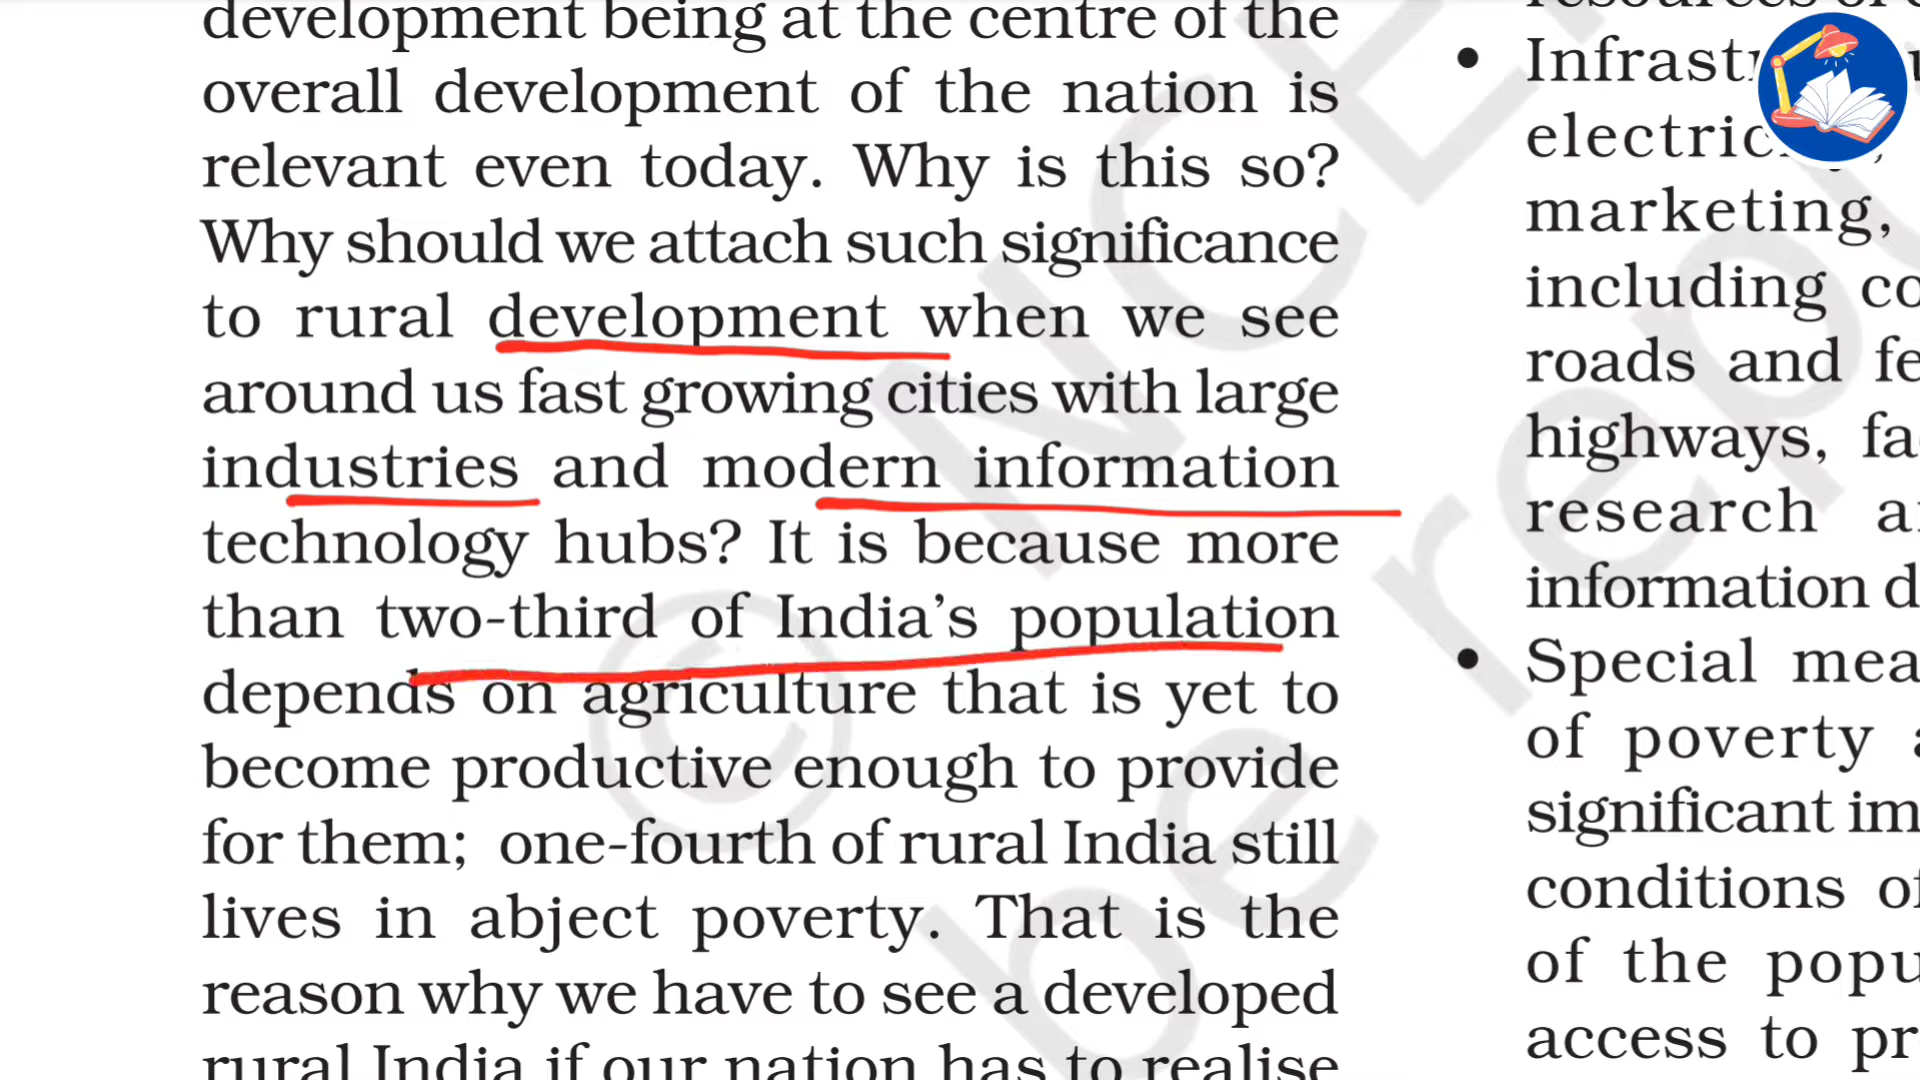 development being at the centre of the
overall development of the nation is
relevant even today. Why is this so?
Why should we attach such significance
to rural development when we see
around us fast growing cities with large
industries and modern information
technology hubs? It is because more
than two-third of India’s population
depends on agriculture that is yet to
become productive enough to provide
for them; one-fourth of rural India still
lives in abject poverty. That is the
reason why we have to see a developed
rural India if our nation has to realise
marketing,
including
roads and
highways,
research
information
• Special
of poverty
significant
conditions
of the
access to
© NCE
be rep